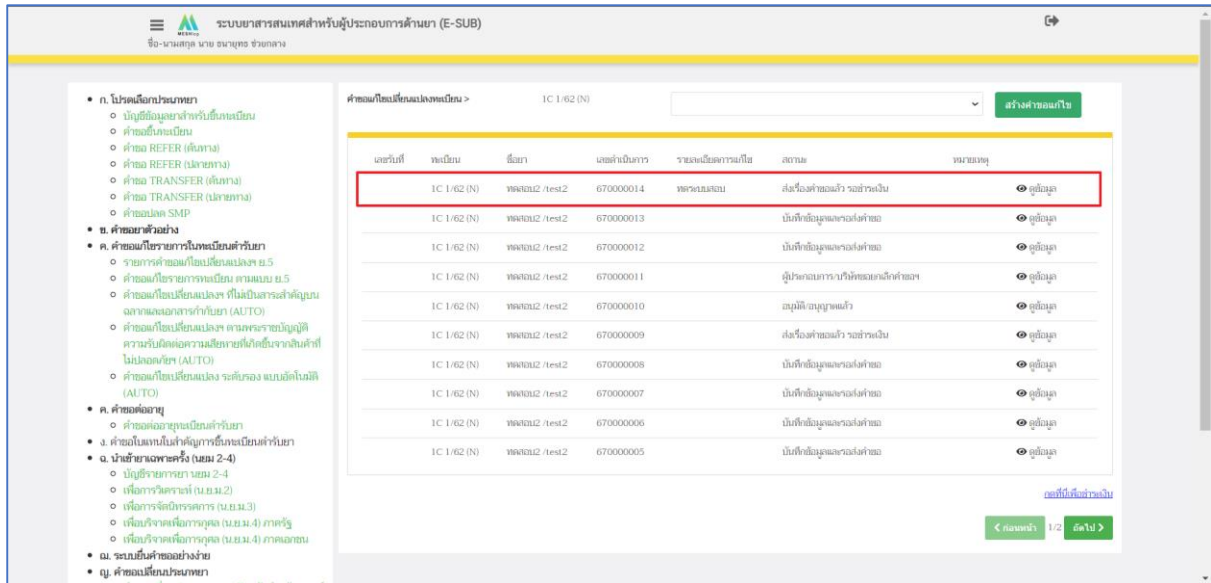 ระบบยาสารสนเทศสำหรับผู้ประกอบการด้านยา (E-SUB)
ชื่อ-นามสกุล นาย ธนายุทธ ช่วยกลาง
ก. โปรดเลือกประเภทยา
บัญชีข้อมูลยาสำหรับขึ้นทะเบียน
คำขอขึ้นทะเบียน
คำขอ REFER (ต้นทาง)
คำขอ REFER (ปลายทาง)
คำขอ TRANSFER (ต้นทาง)
คำขอ TRANSFER (ปลายทาง)
คำขอปลด SMP
ข. คำขอยาตัวอย่าง
ค. คำขอแก้ไขรายการในทะเบียนตำรับยา
รายการคำขอแก้ไขเปลี่ยนแปลงฯ ย.5
คำขอแก้ไขรายการทะเบียน ตามแบบ ย.5
คำขอแก้ไขเปลี่ยนแปลงฯ ที่ไม่เป็นสาระสำคัญบน
ฉลากและเอกสารกำกับยา (AUTO)
คำขอแก้ไขเปลี่ยนแปลงฯ ตามพระราชบัญญัติ
ความรับผิดต่อความเสียหายที่เกิดขึ้นจากสินค้าที่
ไม่ปลอดภัยฯ (AUTO)
คำขอแก้ไขเปลี่ยนแปลง ระดับรอง แบบอัตโนมัติ
(AUTO)
ค. คำขอต่ออายุ
คำขอต่ออายุทะเบียนตำรับยา
ง. คำขอใบแทนใบสำคัญการขึ้นทะเบียนตำรับยา
ฉ. นำเข้ายาเฉพาะครั้ง (นยม 2-4)
บัญชีรายการยา นยม 2-4
เพื่อการวิเคราะห์ (น.ย.ม.2)
เพื่อการจัดนิทรรศการ (น.ย.ม.3)
เพื่อบริจาคเพื่อการกุศล (น.ย.ม.4) ภาครัฐ
เพื่อบริจาคเพื่อการกุศล (น.ย.ม.4) ภาคเอกชน
ฌ. ระบบยื่นคำขออย่างง่าย
ญ. คำขอเปลี่ยนประเภทยา
คำขอแก้ไขเปลี่ยนแปลงทะเบียน > 1C 1/62 (N) สร้างคำขอแก้ไข
เลขรับที่ ทะเบียน ชื่อยา เลขดำเนินการ รายละเอียดการแก้ไข สถานะ หมายเหตุ
1C 1/62 (N) ทดสอบ2 /test2 670000014 ทดระบบสอบ ส่งเรื่องคำขอแล้ว รอชำระเงิน ดูข้อมูล
1C 1/62 (N) ทดสอบ2 /test2 670000013 บันทึกข้อมูลและรอส่งคำขอ ดูข้อมูล
1C 1/62 (N) ทดสอบ2 /test2 670000012 บันทึกข้อมูลและรอส่งคำขอ ดูข้อมูล
1C 1/62 (N) ทดสอบ2 /test2 670000011 ผู้ประกอบการ/บริษัทขอยกเลิกคำขอฯ ดูข้อมูล
1C 1/62 (N) ทดสอบ2 /test2 670000010 อนุมัติ/อนุญาตแล้ว ดูข้อมูล
1C 1/62 (N) ทดสอบ2 /test2 670000009 ส่งเรื่องคำขอแล้ว รอชำระเงิน ดูข้อมูล
1C 1/62 (N) ทดสอบ2 /test2 670000008 บันทึกข้อมูลและรอส่งคำขอ ดูข้อมูล
1C 1/62 (N) ทดสอบ2 /test2 670000007 บันทึกข้อมูลและรอส่งคำขอ ดูข้อมูล
1C 1/62 (N) ทดสอบ2 /test2 670000006 บันทึกข้อมูลและรอส่งคำขอ ดูข้อมูล
1C 1/62 (N) ทดสอบ2 /test2 670000005 บันทึกข้อมูลและรอส่งคำขอ ดูข้อมูล
กดที่นี่เพื่อชำระเงิน
ก่อนหน้า 1/2 ถัดไป